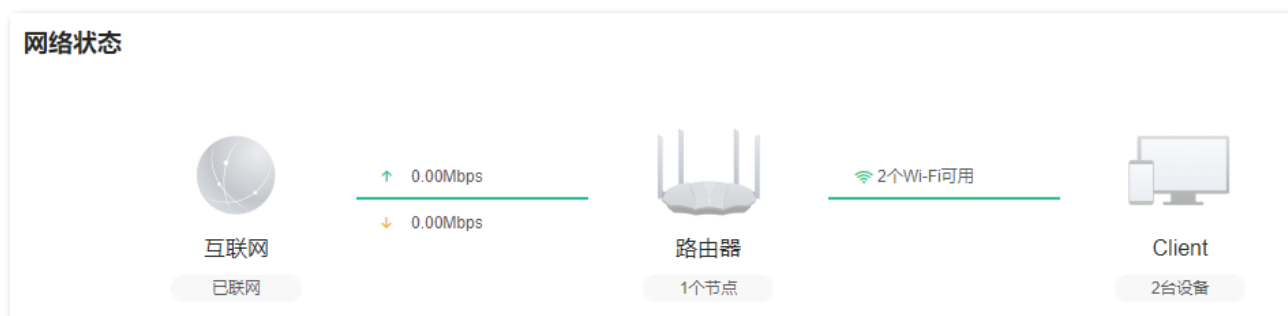 网络状态
0.00Mbps
2个Wi-Fi可用
0.00Mbps
互联网
路由器
Client
已联网
1个节点
2台设备